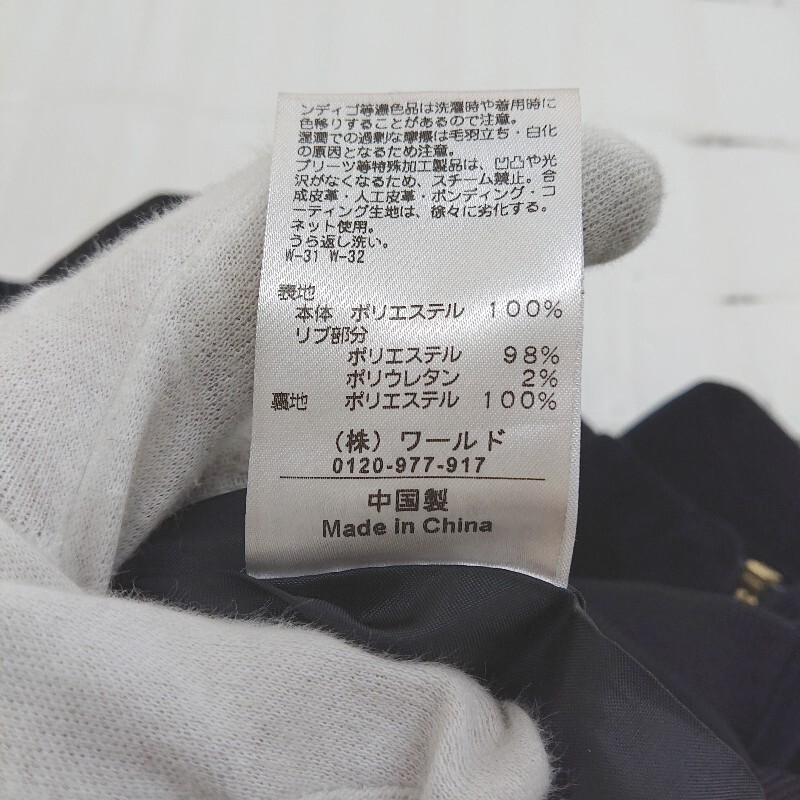 ンディゴ等濃色品は洗濯時や着用時に
色移りすることがあるので注意。
湿潤での過剰な摩擦は毛羽立ち・白化
の原因となるため注意。
プリーツ等特殊加工製品は、凹凸や光
沢がなくなるため、スチーム禁止。合
成皮革・人工皮革・ボンディング・コ
ーティング生地は、徐々に劣化する。
ネット使用。
うら返し洗い。
W-31 W-32
表地
本体 ポリエステル 100%
リブ部分
ポリエステル 98%
ポリウレタン 2%
裏地 ポリエステル 100%
(株) ワールド
0120-977-917
中国製
Made in China